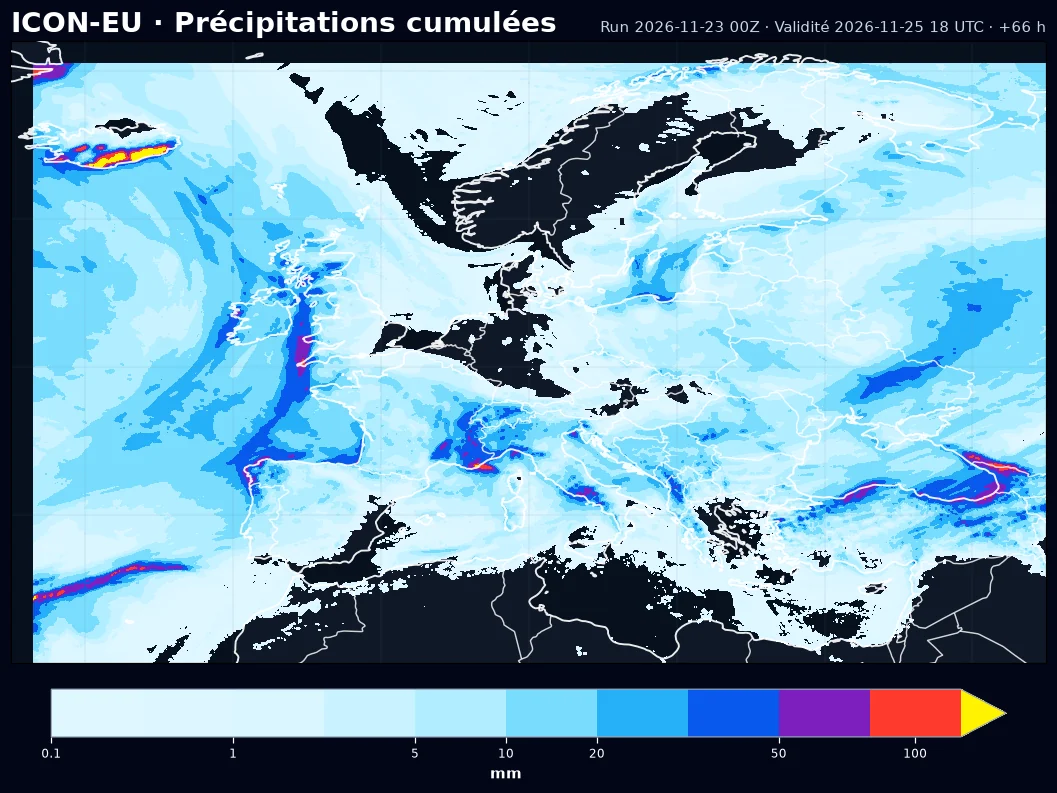 ICON-EU · Précipitations cumulées
Run 2026-11-23 00Z · Validité 2026-11-25 18 UTC · +66 h
0.1 1 5 10 20 50 100
mm